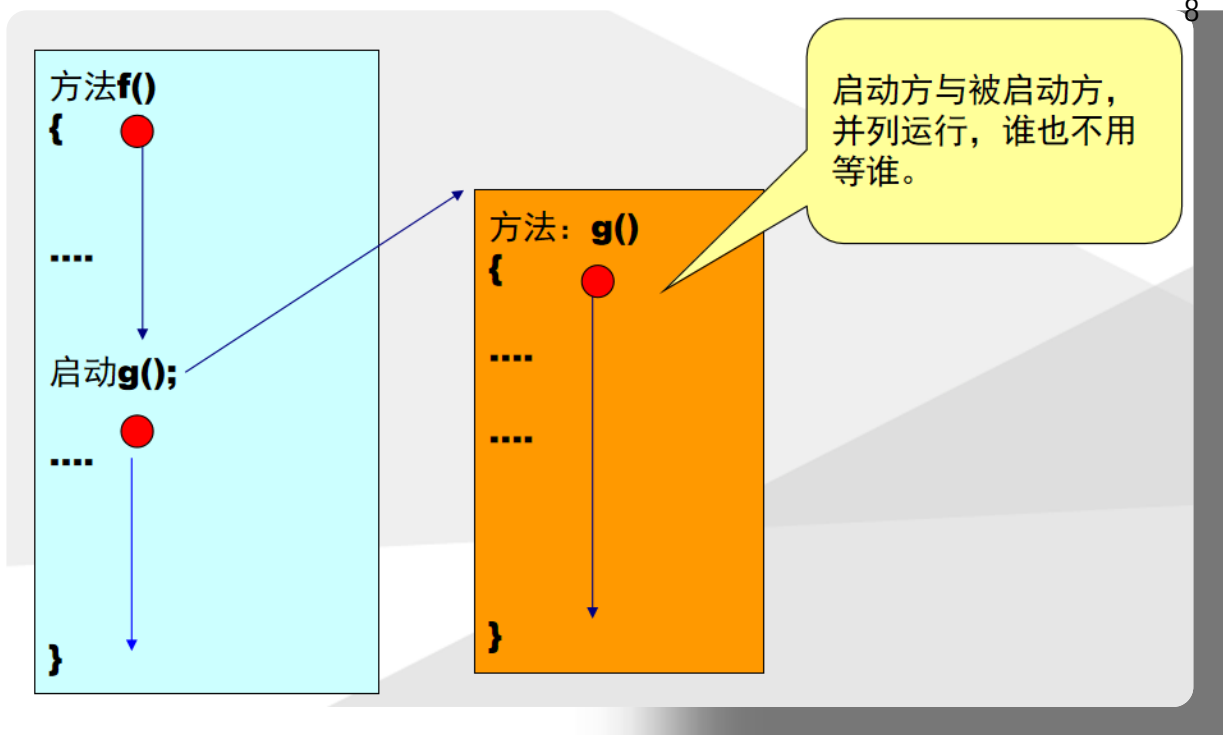 8
方法f()
{
....
启动g();
....
}
方法：g()
{
....
....
}
启动方与被启动方，
并列运行，谁也不用
等谁。